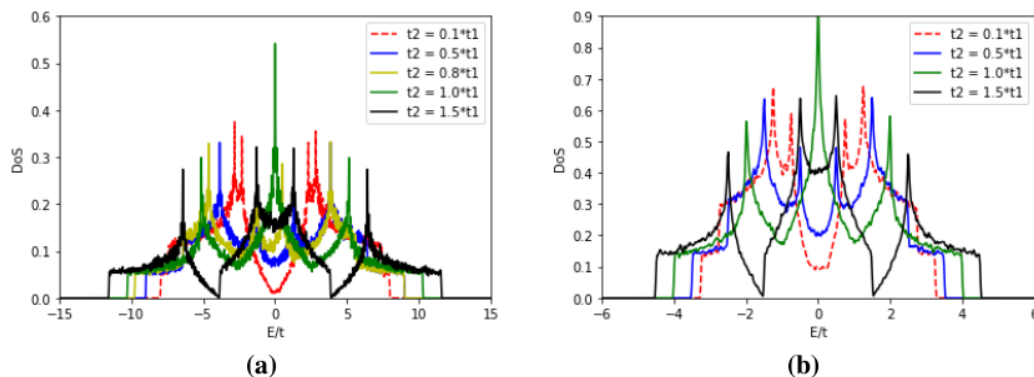 0.6
0.5
0.4
0.3
0.2
0.1
0.0
DoS
t2 = 0.1*t1
t2 = 0.5*t1
t2 = 0.8*t1
t2 = 1.0*t1
t2 = 1.5*t1
−15 −10 −5 0 5 10 15
E/t
(a)
0.9
0.8
0.7
0.6
0.5
0.4
0.3
0.2
0.1
0.0
DoS
t2 = 0.1*t1
t2 = 0.5*t1
t2 = 1.0*t1
t2 = 1.5*t1
−6 −4 −2 0 2 4 6
E/t
(b)